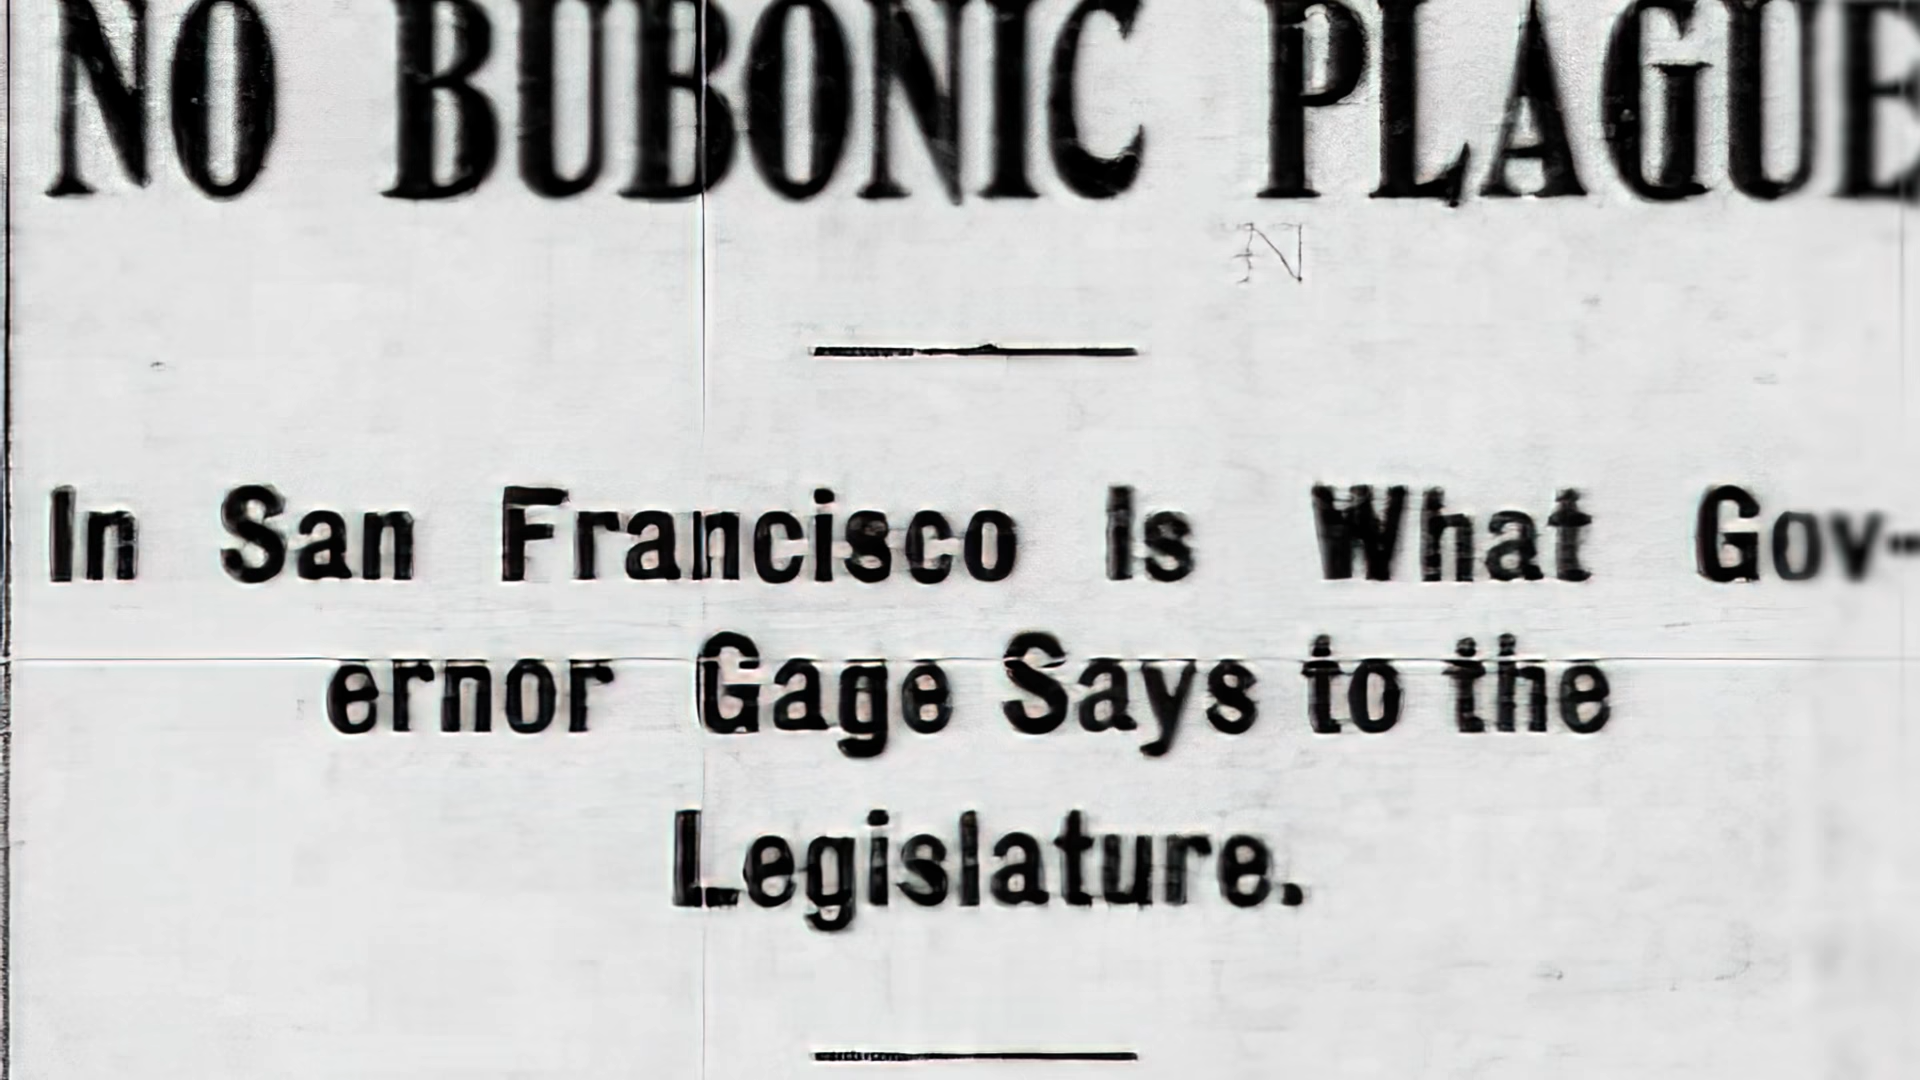 NO BUBONIC PLAGUE
N
In San Francisco Is What Gov-
ernor Gage Says to the
Legislature.